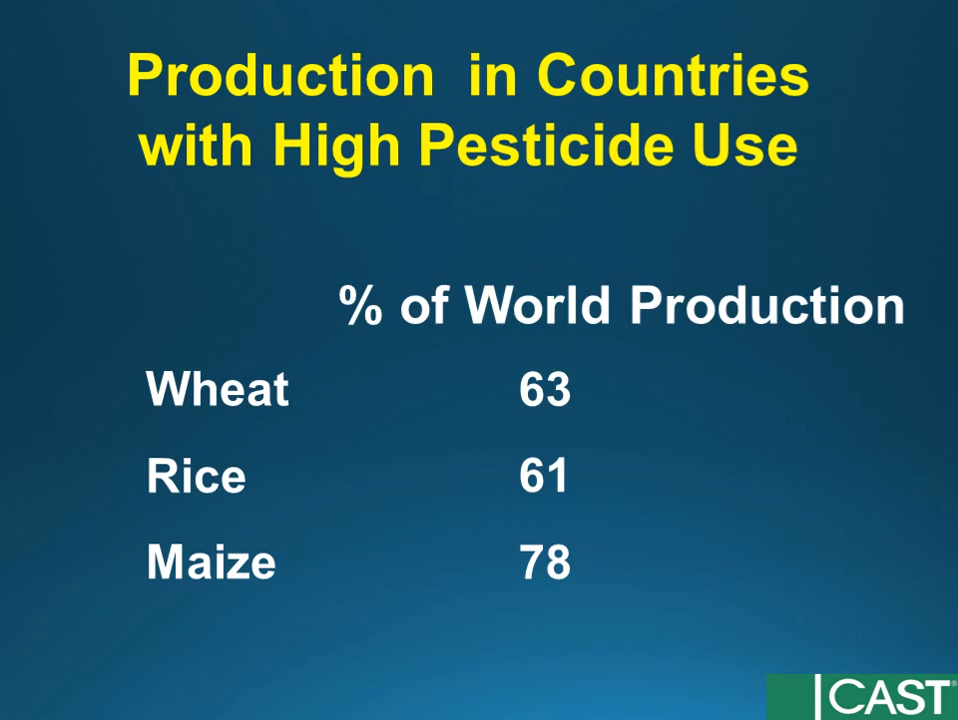 Production in Countries
with High Pesticide Use
% of World Production
Wheat 63
Rice 61
Maize 78
CAST®